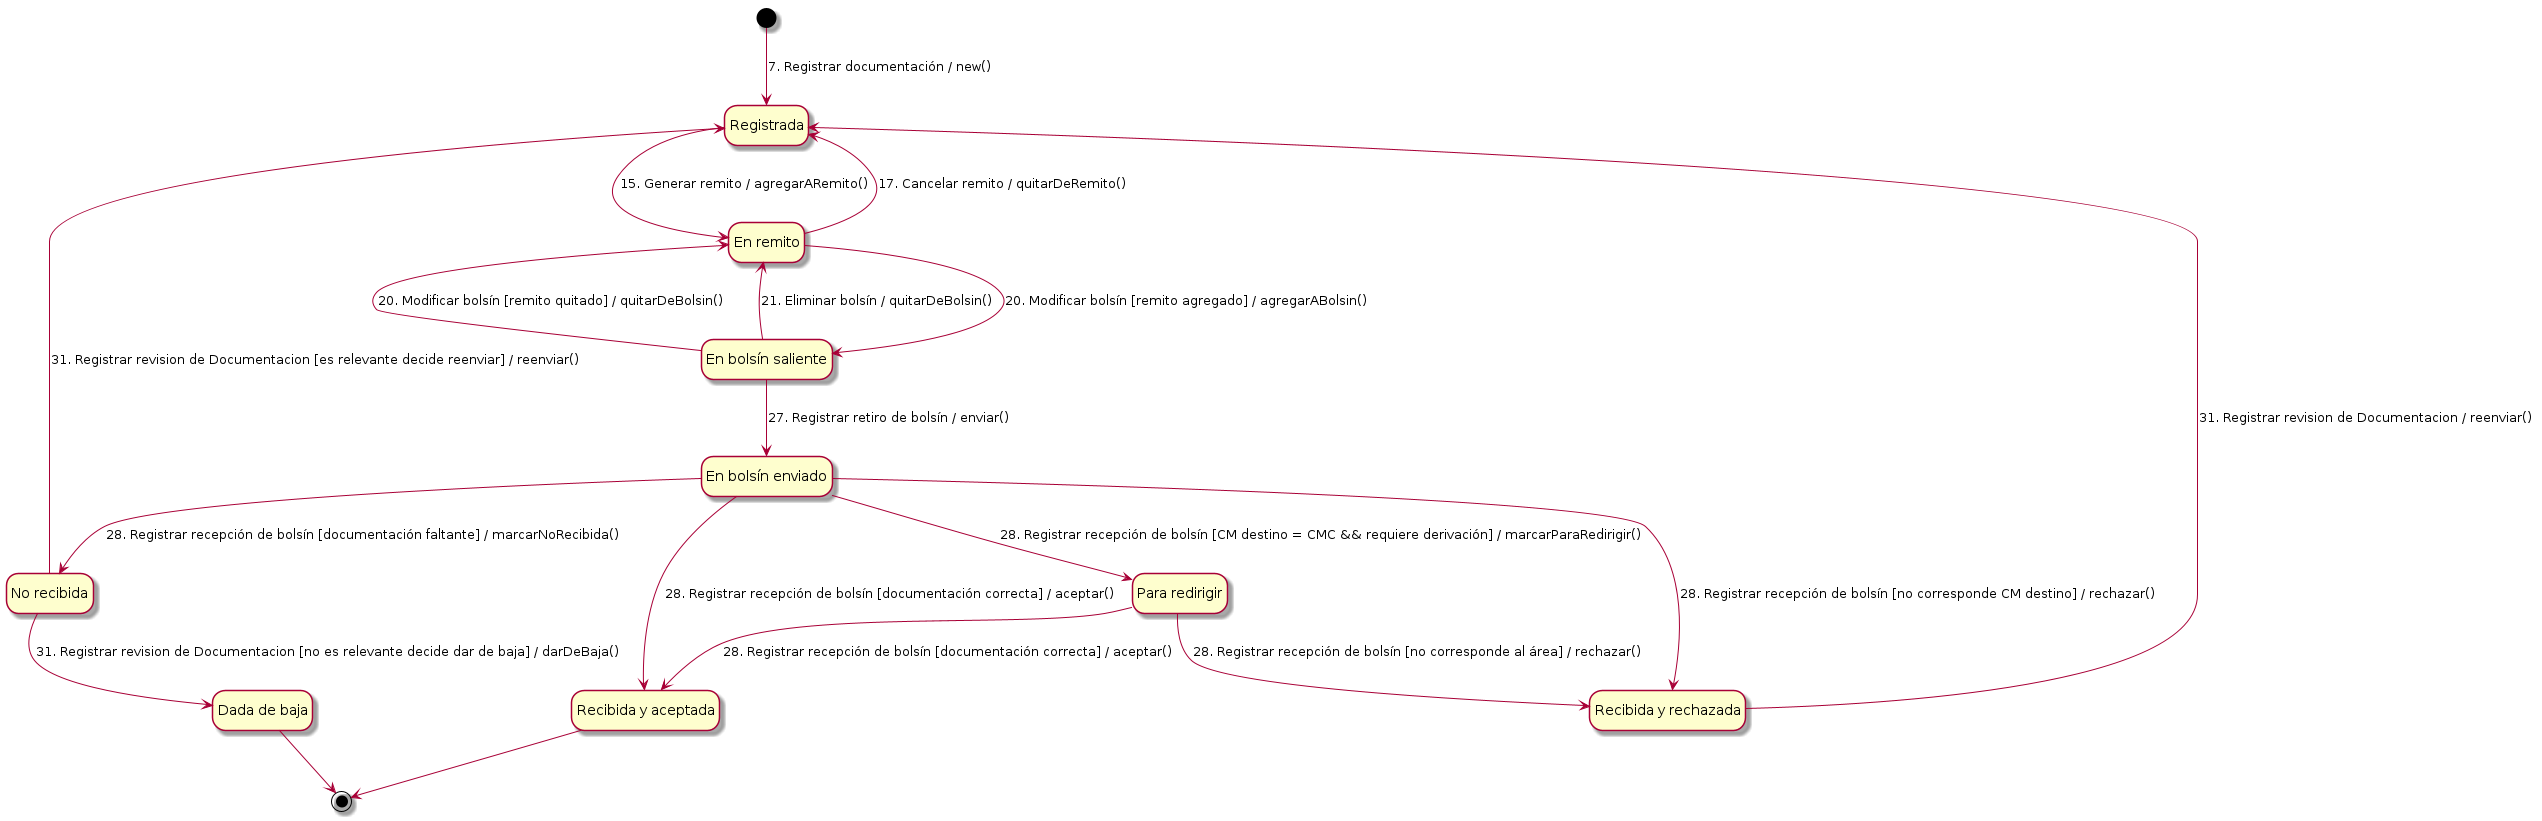 7. Registrar documentación / new()
Registrada
15. Generar remito / agregarARemito()
17. Cancelar remito / quitarDeRemito()
En remito
20. Modificar bolsín [remito quitado] / quitarDeBolsin()
21. Eliminar bolsín / quitarDeBolsin()
20. Modificar bolsín [remito agregado] / agregarABolsin()
31. Registrar revision de Documentacion [es relevante decide reenviar] / reenviar()
En bolsín saliente
27. Registrar retiro de bolsín / enviar()
31. Registrar revision de Documentacion / reenviar()
En bolsín enviado
28. Registrar recepción de bolsín [documentación faltante] / marcarNoRecibida()
28. Registrar recepción de bolsín [CM destino = CMC && requiere derivación] / marcarParaRedirigir()
No recibida
28. Registrar recepción de bolsín [documentación correcta] / aceptar()
Para redirigir
28. Registrar recepción de bolsín [no corresponde CM destino] / rechazar()
31. Registrar revision de Documentacion [no es relevante decide dar de baja] / darDeBaja()
28. Registrar recepción de bolsín [documentación correcta] / aceptar()
28. Registrar recepción de bolsín [no corresponde al área] / rechazar()
Dada de baja
Recibida y aceptada
Recibida y rechazada